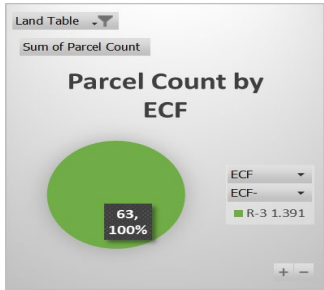 Land Table
Sum of Parcel Count
Parcel Count by
ECF
ECF
ECF-
R-3 1.391
63,
100%
+ -